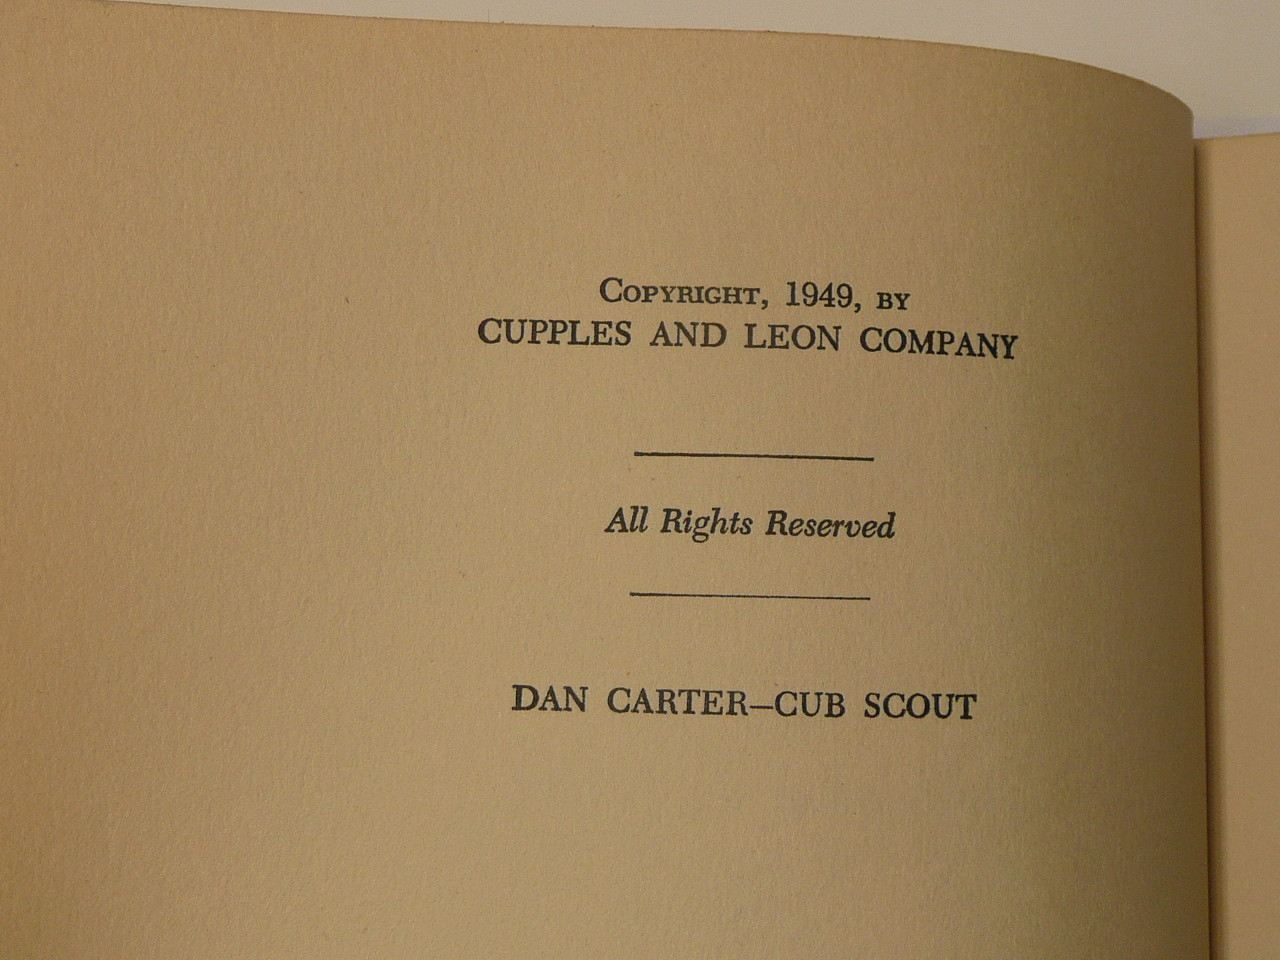 Copyright, 1949, by
CUPPLES AND LEON COMPANY
All Rights Reserved
DAN CARTER—CUB SCOUT